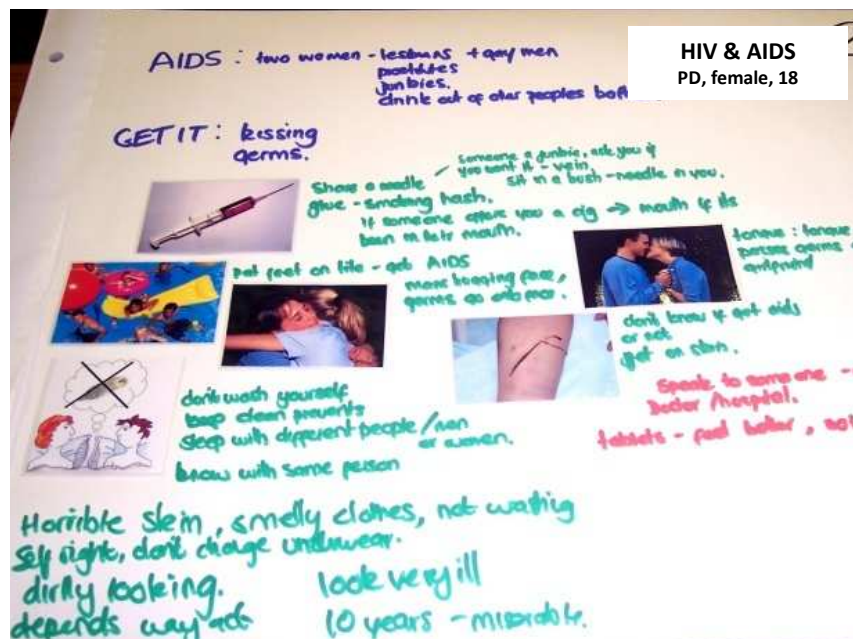 AIDS : two women - lesbians + gay men
prostitutes
junkies.
drink out of other peoples
HIV & AIDS
PD, female, 18
GET IT : kissing
germs.
Share a needle
someone a junkie, ask you if
you want it - vein.
sit in a bush - needle in you.
glue - smoking hash.
if someone offers you a cig → mouth if its
been in their mouth.
put feet on tile - get AIDS
more hugging face,
germs go onto
tongue : tongue
passes germs
don't know if got aids
or not
on skin.
don't wash yourself
keep clean prevents
sleep with different people / men
or women.
know with same person
Speak to someone -
Doctor / hospital.
tablets - feel better,
Horrible skin, smelly clothes, not washing
self right, don't change underwear.
dirty looking.
depends way act
look very ill
10 years - miserable.